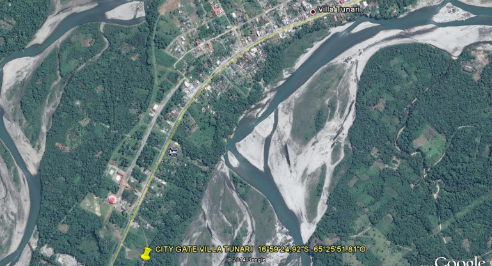 Villa Tunari
CITY GATE VILLA TUNARI 16°59'24.92"S, 65°25'51.81"O
Google